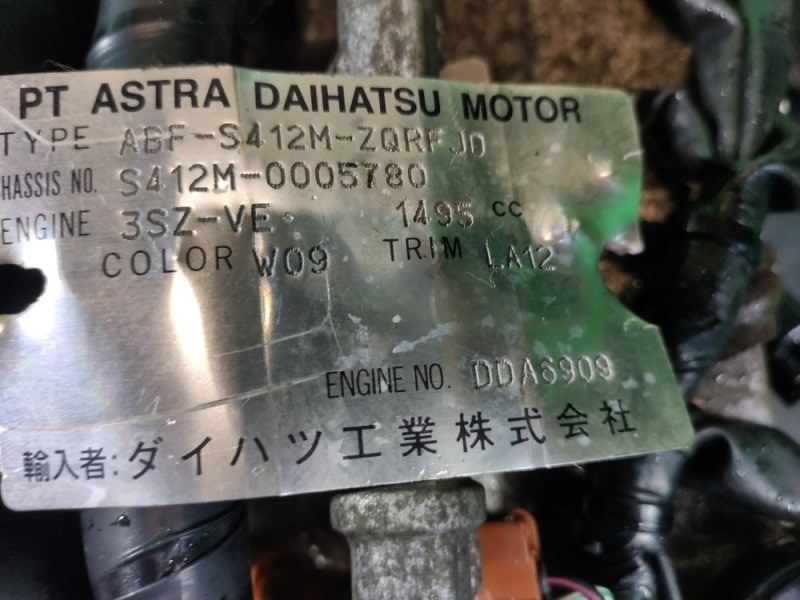 PT ASTRA DAIHATSU MOTOR
TYPE ABF-S412M-ZQRFJD
HASSIS NO. S412M-0005780
ENGINE 3SZ-VE 1495 cc
COLOR W09 TRIM LA12
ENGINE NO. DDA6909
輸入者: ダイハツ工業株式会社